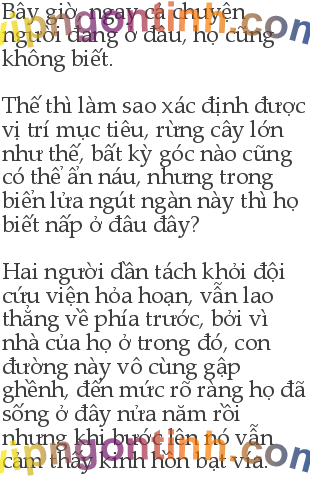 Bây giờ, ngay cả chuyện
người đang ở đâu, họ cũng
không biết.
Thế thì làm sao xác định được
vị trí mục tiêu, rừng cây lớn
như thế, bất kỳ góc nào cũng
có thể ẩn náu, nhưng trong
biển lửa ngút ngàn này thì họ
biết nấp ở đâu đây?
Hai người dần tách khỏi đội
cứu viện hỏa hoạn, vẫn lao
thẳng về phía trước, bởi vì
nhà của họ ở trong đó, con
đường này vô cùng gập
ghềnh, đến mức rõ ràng họ đã
sống ở đây nửa năm rồi
nhưng khi bước lên nó vẫn
cảm thấy kinh hồn bạt vía.
vipngontinh.com
vipngontinh.com